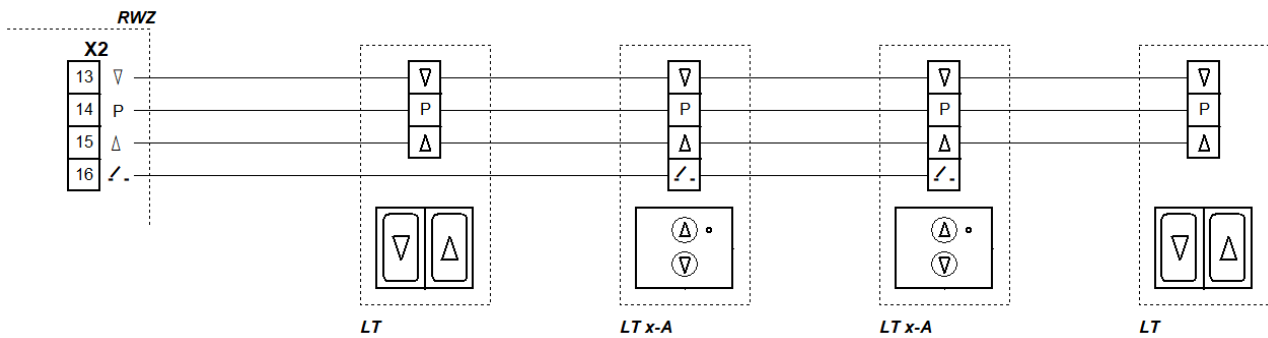 RWZ
X2
13
14 P P P P P
15
16
LT LT x-A LT x-A LT